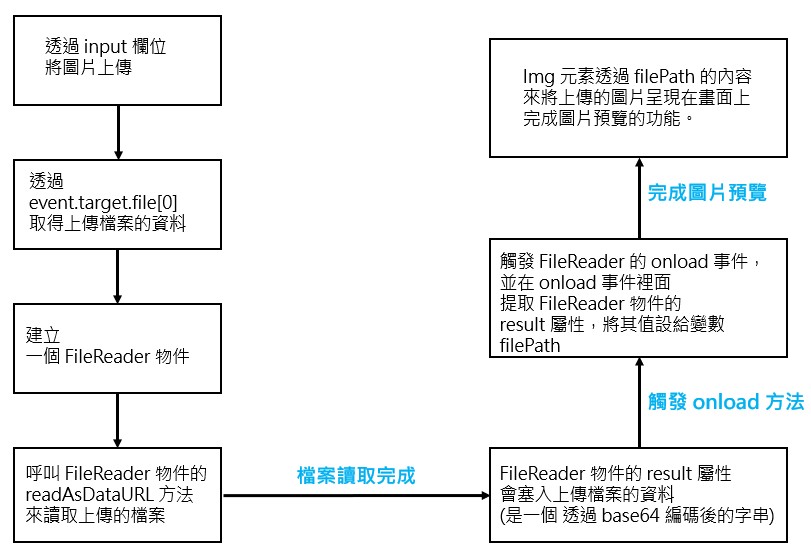 透過 input 欄位
將圖片上傳
透過
event.target.file[0]
取得上傳檔案的資料
建立
一個 FileReader 物件
呼叫 FileReader 物件的
readAsDataURL 方法
來讀取上傳的檔案
檔案讀取完成
FileReader 物件的 result 屬性
會塞入上傳檔案的資料
(是一個 透過 base64 編碼後的字串)
觸發 onload 方法
觸發 FileReader 的 onload 事件，
並在 onload 事件裡面
提取 FileReader 物件的
result 屬性，將其值設給變數
filePath
完成圖片預覽
Img 元素透過 filePath 的內容
來將上傳的圖片呈現在畫面上
完成圖片預覽的功能。